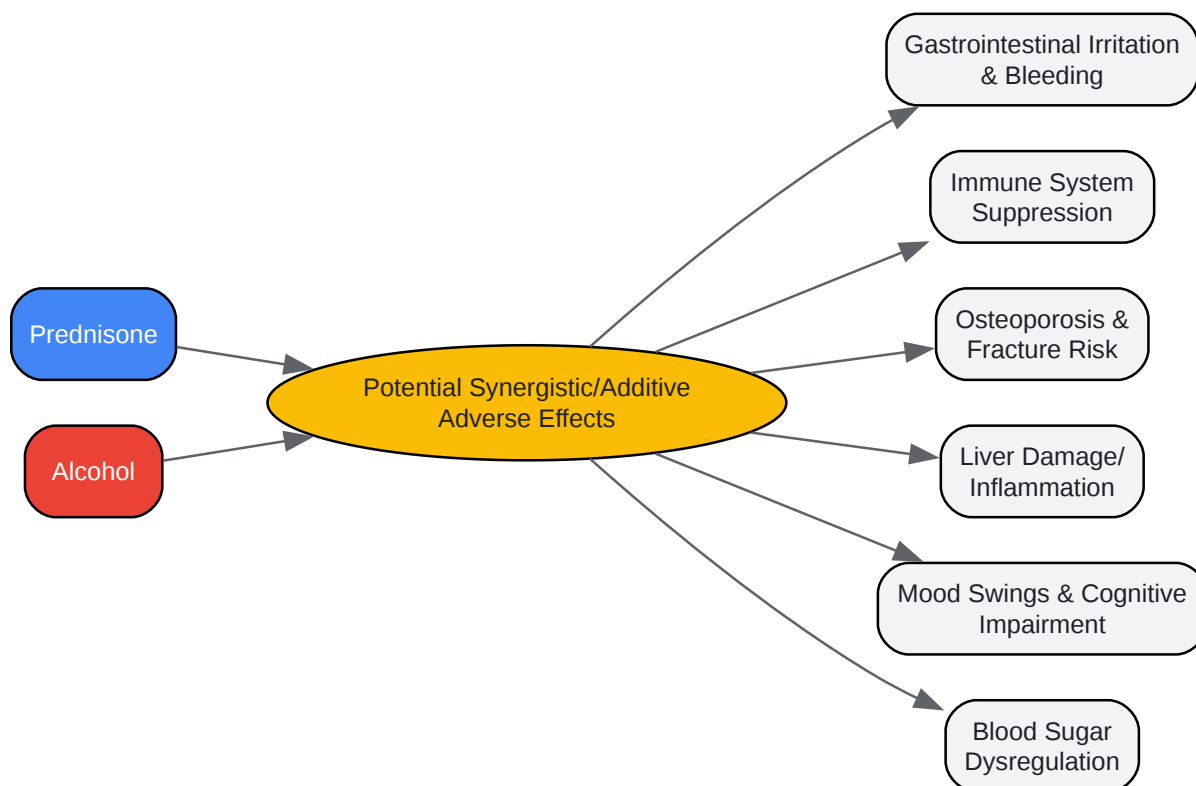 Prednisone
Alcohol
Potential Synergistic/Additive
Adverse Effects
Gastrointestinal Irritation
& Bleeding
Immune System
Suppression
Osteoporosis &
Fracture Risk
Liver Damage/
Inflammation
Mood Swings & Cognitive
Impairment
Blood Sugar
Dysregulation